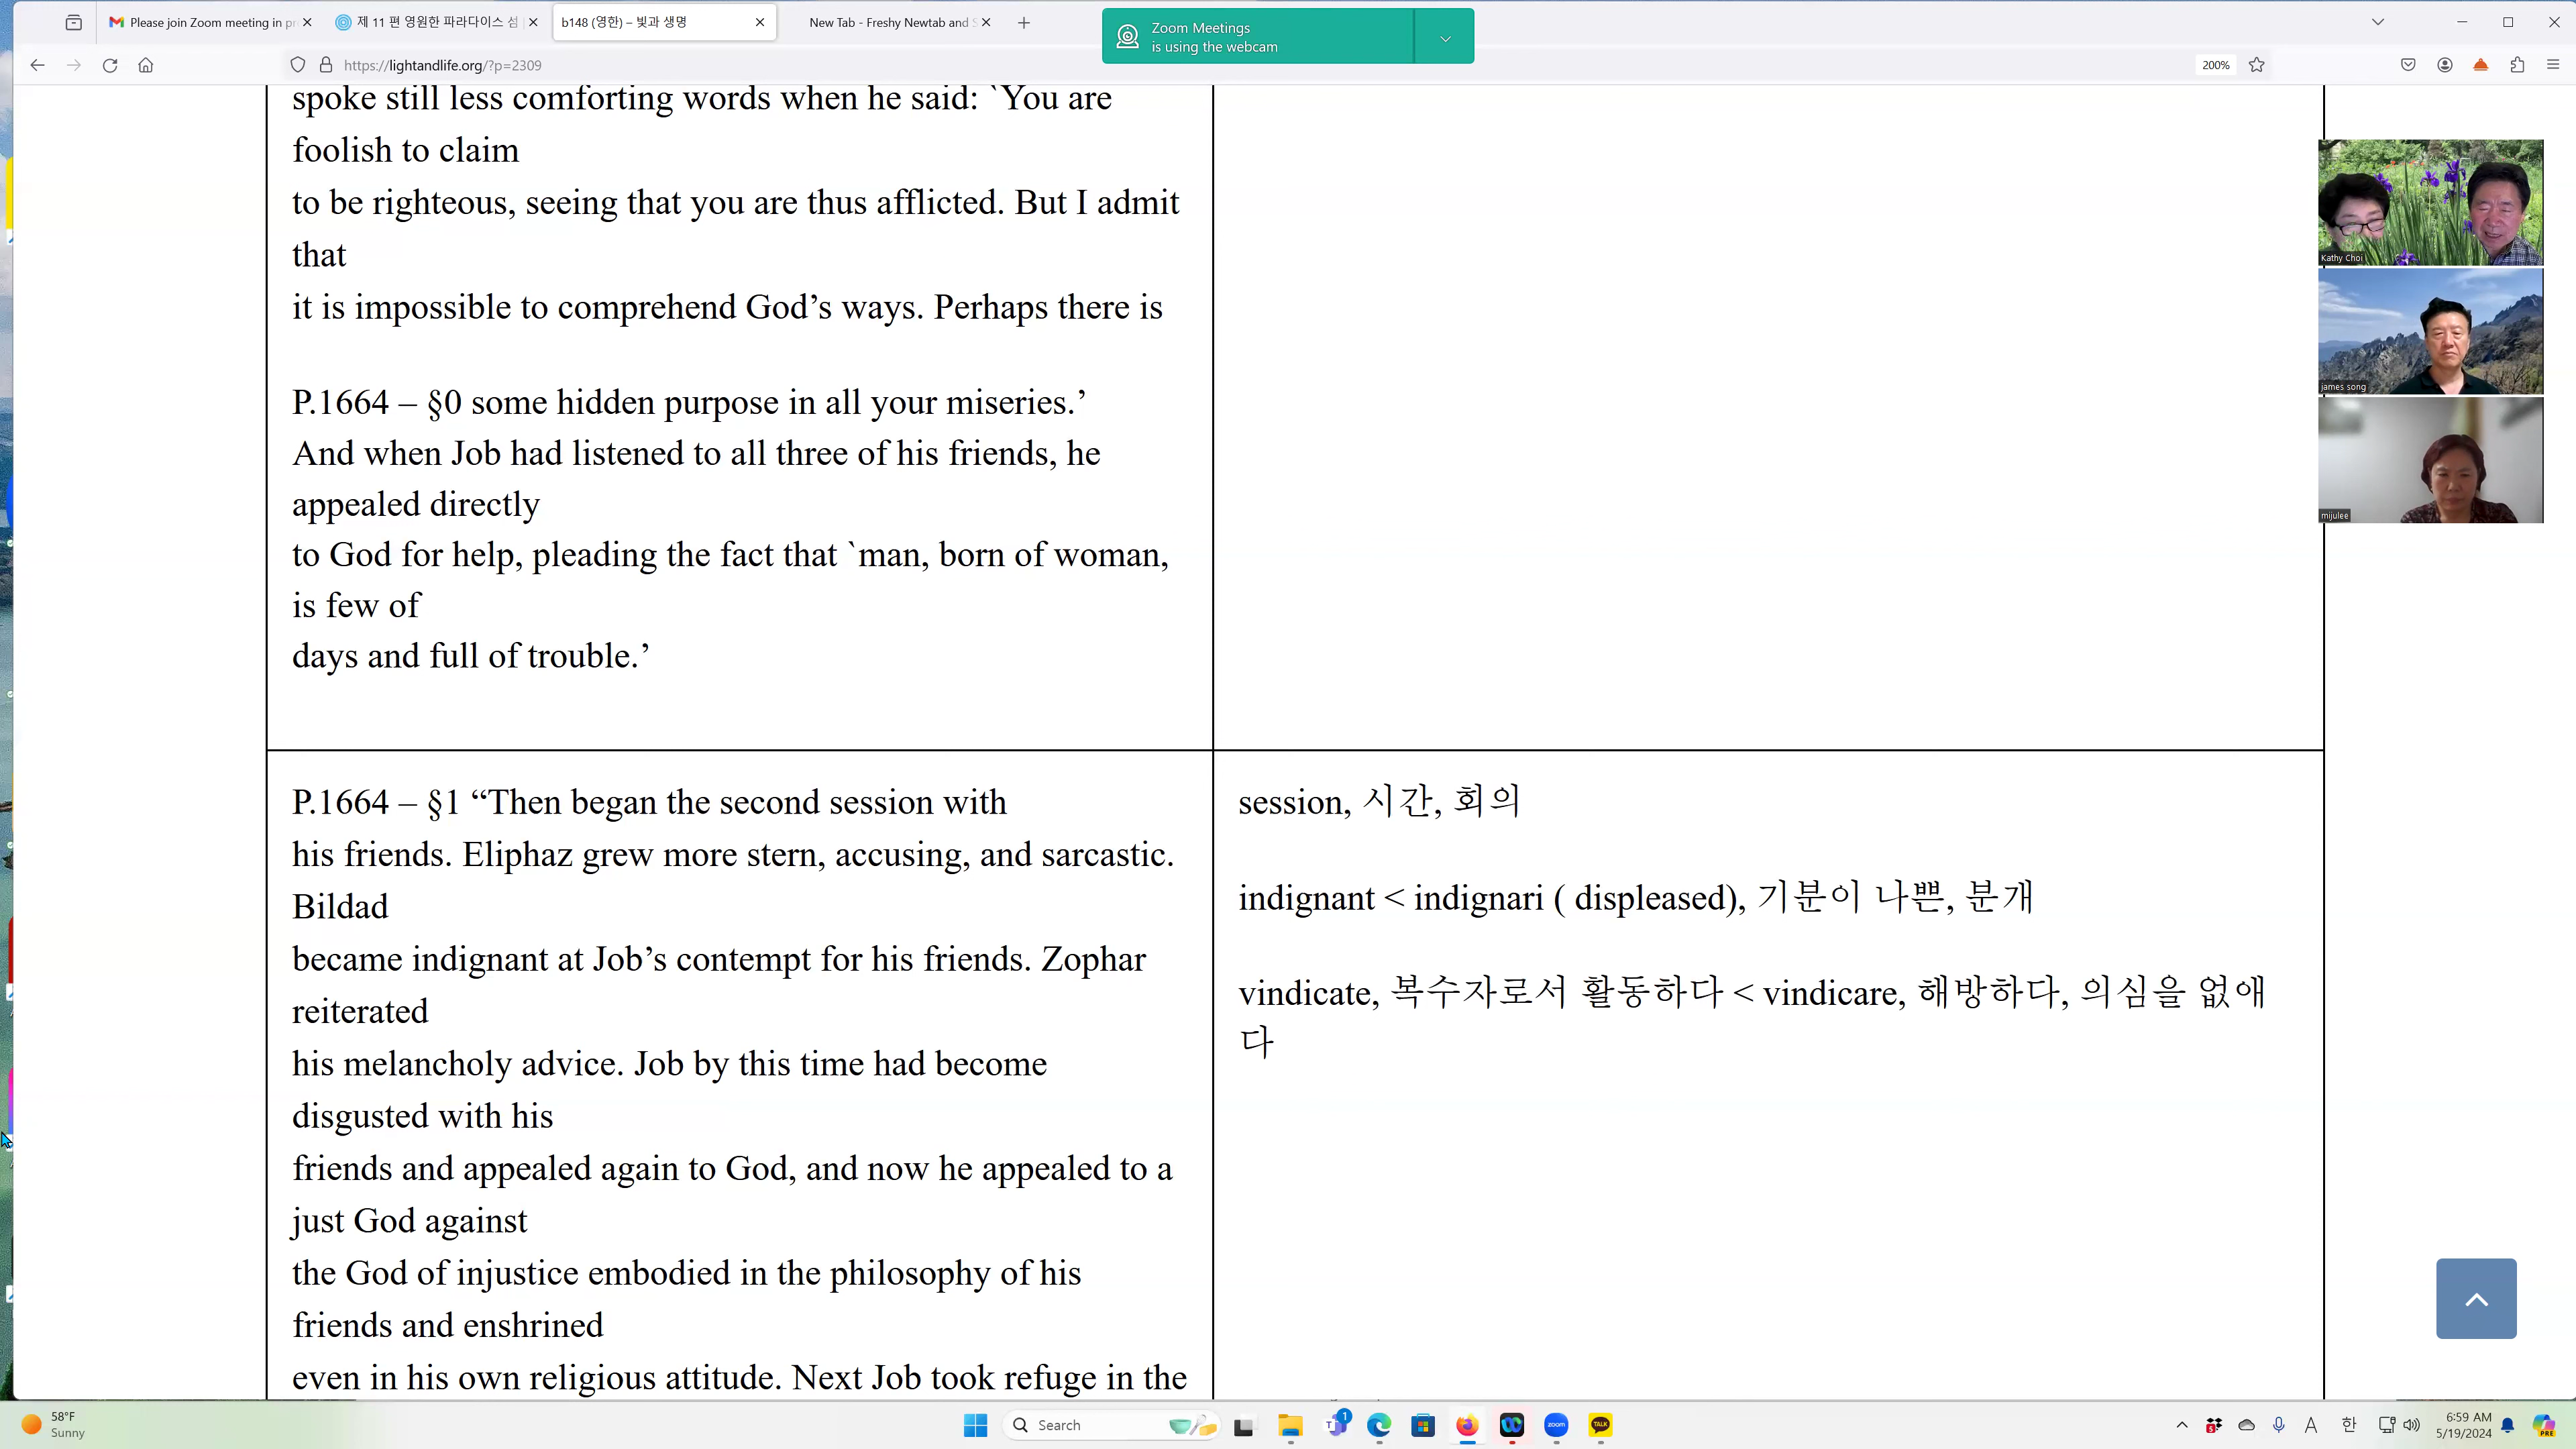 Please join Zoom meeting in pr
제 11 편 영원한 파라다이스 섬
b148 (영한) – 빛과 생명
New Tab - Freshy Newtab and S
Zoom Meetings
is using the webcam
https://lightandlife.org/?p=2309
200%
spoke still less comforting words when he said: `You are
foolish to claim
to be righteous, seeing that you are thus afflicted. But I admit
that
it is impossible to comprehend God’s ways. Perhaps there is
P.1664 – §0 some hidden purpose in all your miseries.’
And when Job had listened to all three of his friends, he
appealed directly
to God for help, pleading the fact that `man, born of woman,
is few of
days and full of trouble.’
P.1664 – §1 “Then began the second session with
his friends. Eliphaz grew more stern, accusing, and sarcastic.
Bildad
became indignant at Job’s contempt for his friends. Zophar
reiterated
his melancholy advice. Job by this time had become
disgusted with his
friends and appealed again to God, and now he appealed to a
just God against
the God of injustice embodied in the philosophy of his
friends and enshrined
even in his own religious attitude. Next Job took refuge in the
session, 시간, 회의
indignant < indignari ( displeased), 기분이 나쁜, 분개
vindicate, 복수자로서 활동하다 < vindicare, 해방하다, 의심을 없애
다
Kathy Choi
james song
mijulee
58°F
Sunny
Search
1
zoom
TALK
A
한
6:59 AM
5/19/2024
PRE